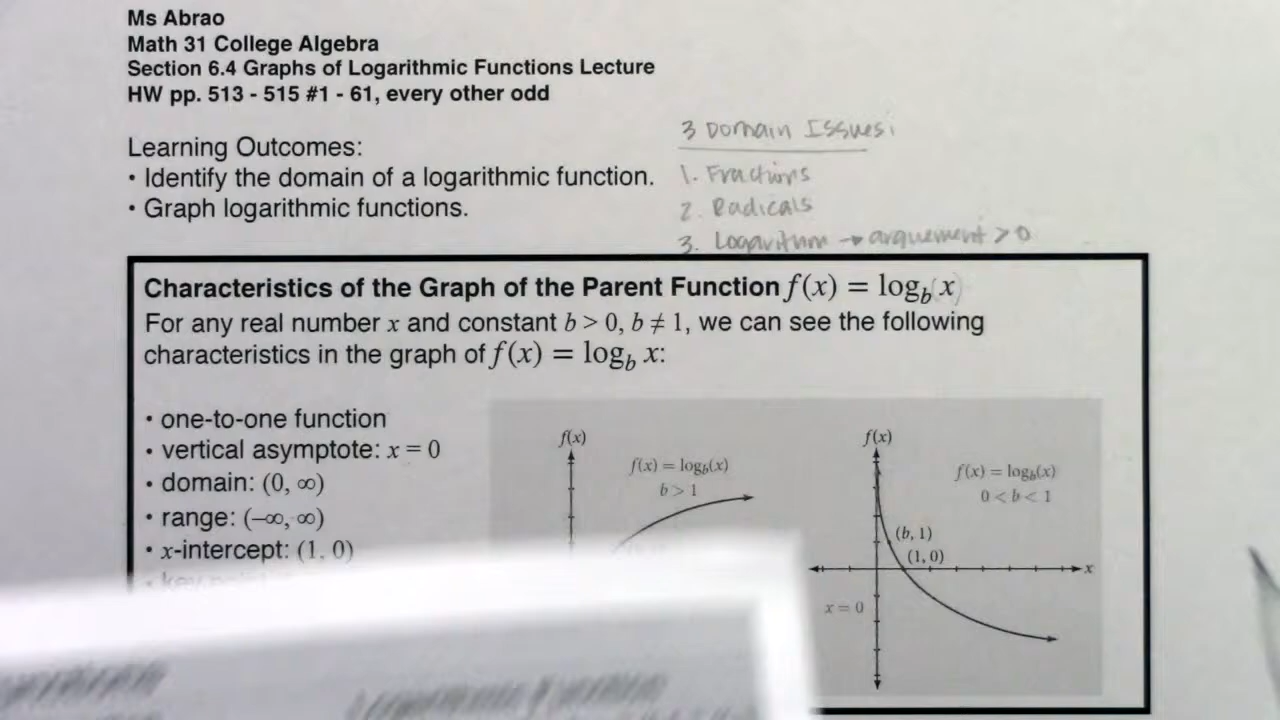 Ms Abrao
Math 31 College Algebra
Section 6.4 Graphs of Logarithmic Functions Lecture
HW pp. 513 - 515 #1 - 61, every other odd
3 Domain Issues:
Learning Outcomes:
• Identify the domain of a logarithmic function.
1. Fractions
• Graph logarithmic functions.
2. Radicals
3. Logarithm → arguement > 0
Characteristics of the Graph of the Parent Function f(x) = log_b(x)
For any real number x and constant b > 0, b ≠ 1, we can see the following
characteristics in the graph of f(x) = log_b x:
• one-to-one function
• vertical asymptote: x = 0
• domain: (0, ∞)
• range: (−∞, ∞)
• x-intercept: (1, 0)
f(x)
f(x) = log_b(x)
b > 1
f(x)
f(x) = log_b(x)
0 < b < 1
(b, 1)
(1, 0)
x
x = 0